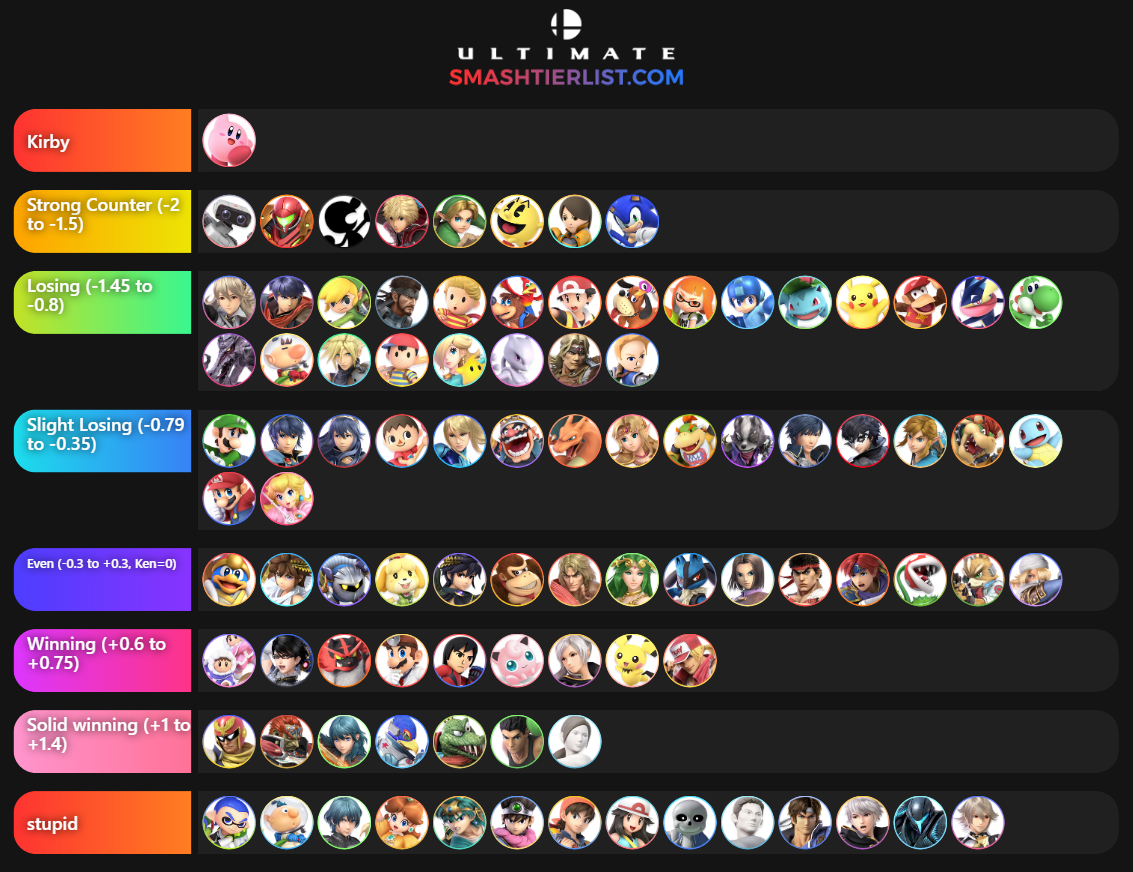 ULTIMATE
SMASHTIERLIST.COM
Kirby
Strong Counter (-2
to -1.5)
Losing (-1.45 to
-0.8)
Slight Losing (-0.79
to -0.35)
Even (-0.3 to +0.3, Ken=0)
Winning (+0.6 to
+0.75)
Solid winning (+1 to
+1.4)
stupid